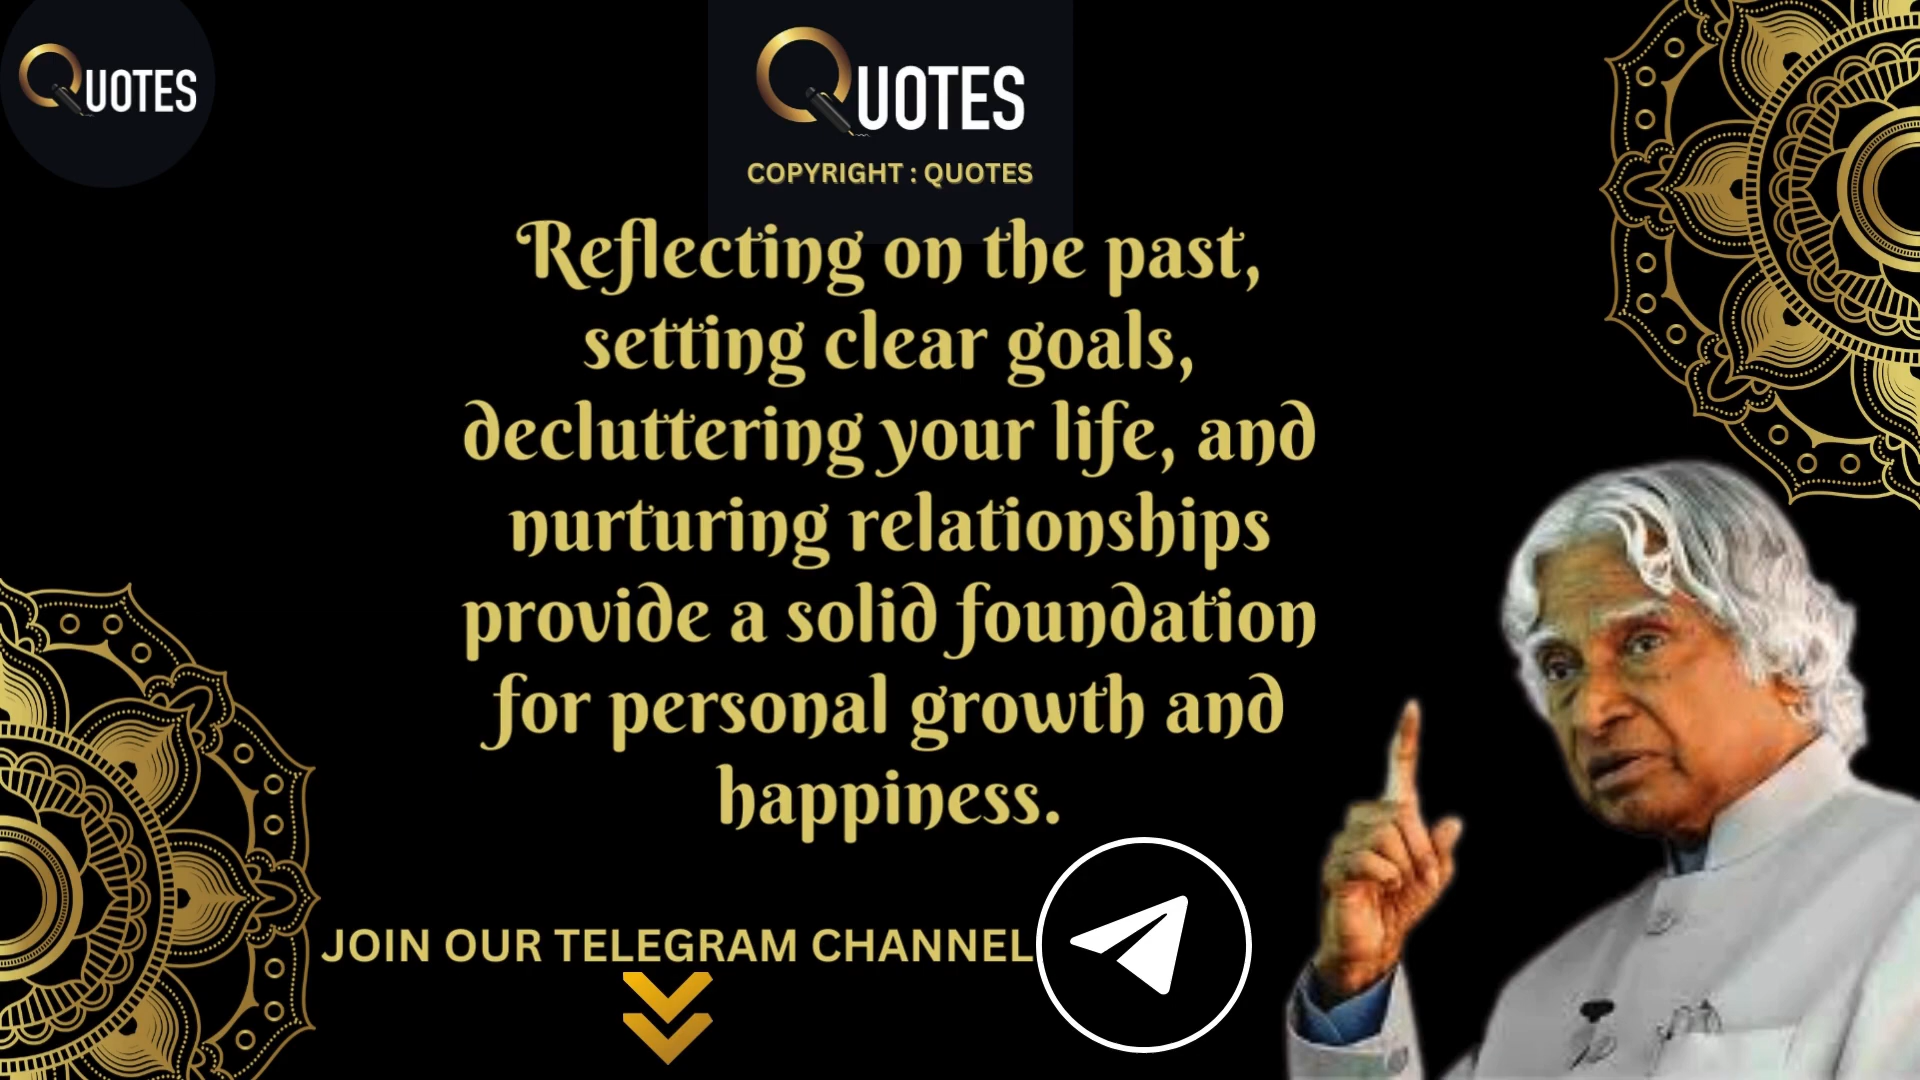 QUOTES
QUOTES
COPYRIGHT : QUOTES
Reflecting on the past,
setting clear goals,
decluttering your life, and
nurturing relationships
provide a solid foundation
for personal growth and
happiness.
JOIN OUR TELEGRAM CHANNEL